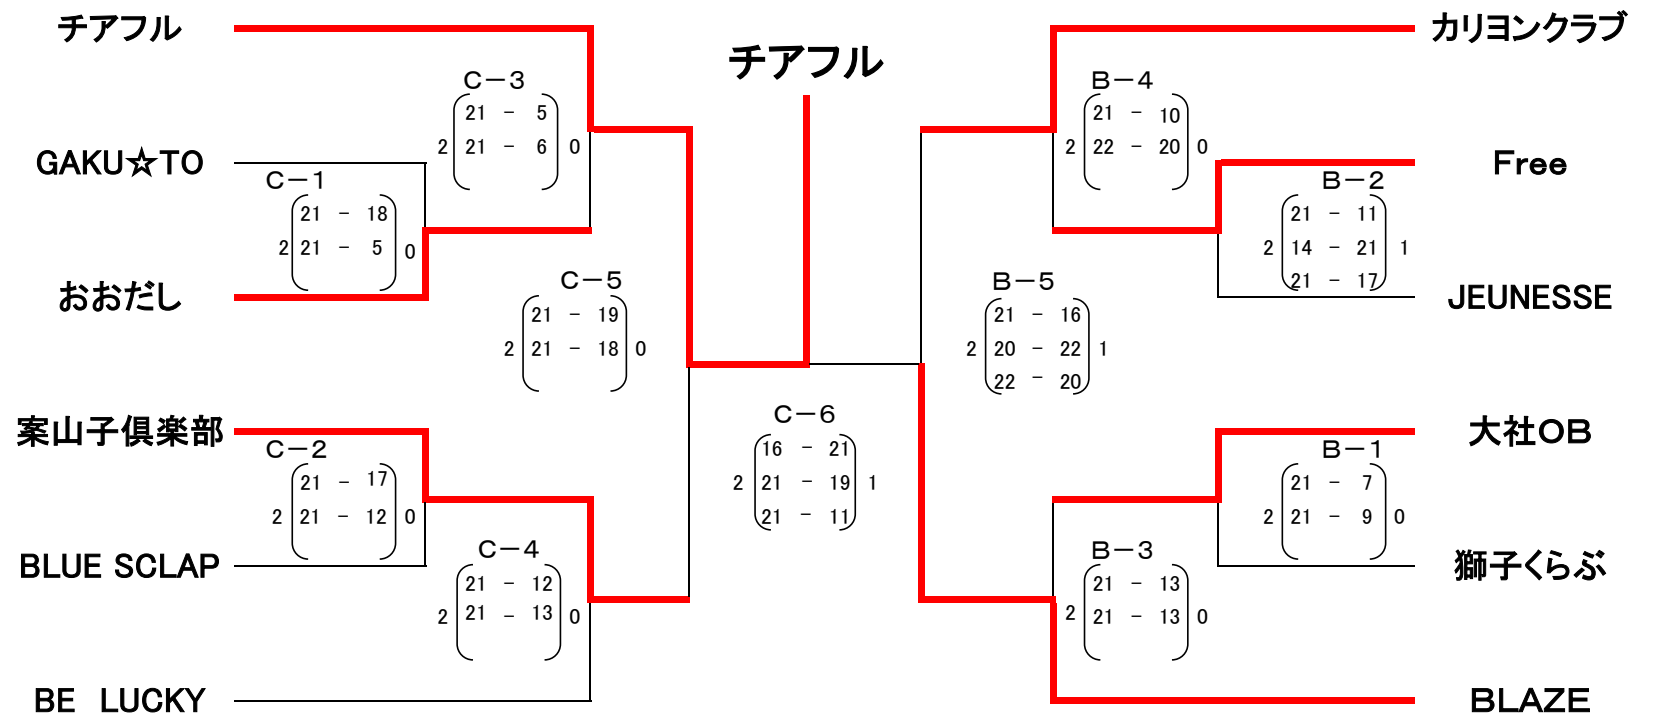 チアフル
GAKU☆TO
おおだし
案山子倶楽部
BLUE SCLAP
BE　LUCKY
C－1
21 － 18
2 21 － 5 0
C－2
21 － 17
2 21 － 12 0
C－3
21 － 5
2 21 － 6 0
C－4
21 － 12
2 21 － 13 0
C－5
21 － 19
2 21 － 18 0
チアフル
C－6
16 － 21
2 21 － 19 1
21 － 11
B－5
21 － 16
2 20 － 22 1
22 － 20
B－4
21 － 10
2 22 － 20 0
B－3
21 － 13
2 21 － 13 0
B－2
21 － 11
2 14 － 21 1
21 － 17
B－1
21 － 7
2 21 － 9 0
カリヨンクラブ
Free
JEUNESSE
大社OB
獅子くらぶ
BLAZE